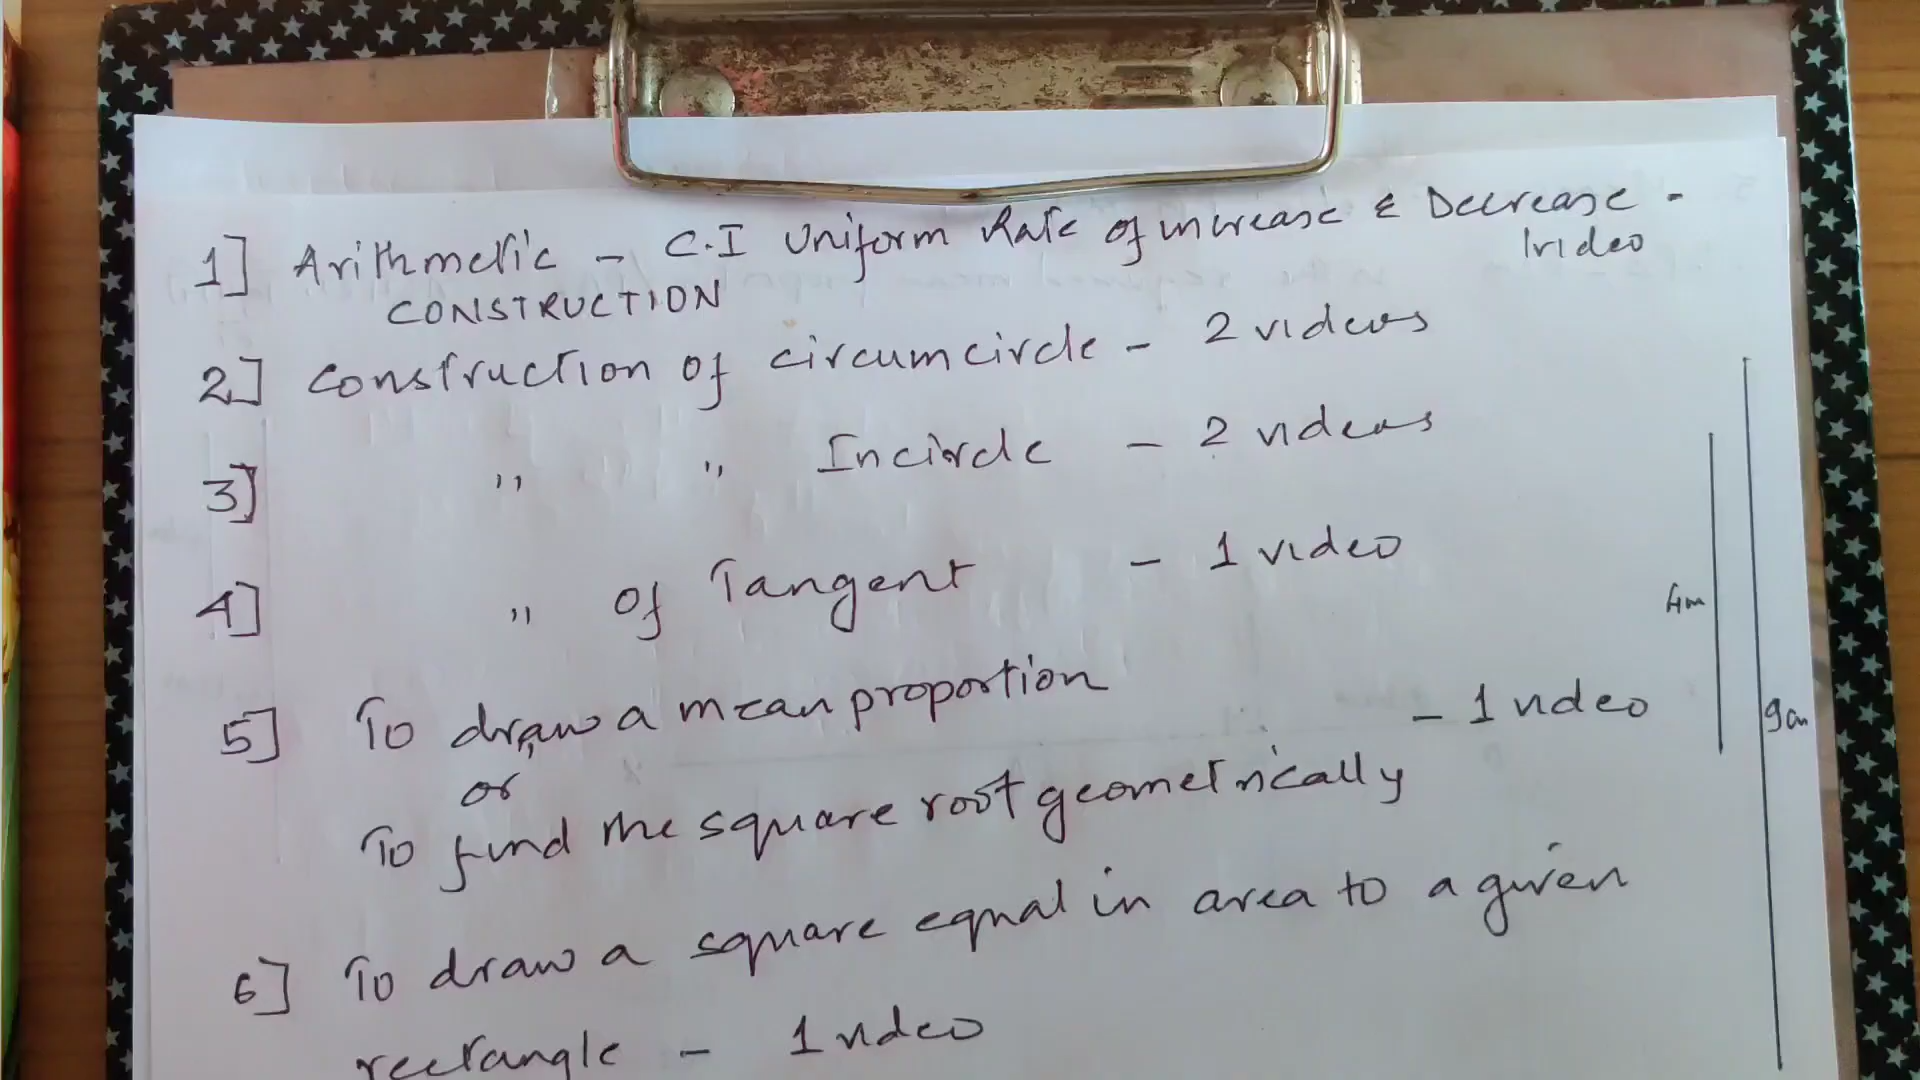 1] Arithmetic - C.I Uniform Rate of increase & Decrease -
1video
CONSTRUCTION
2] Construction of circumcircle - 2 videos
3] " " Incircle - 2 videos
4] " of Tangent - 1 video
5] To draw a mean proportion
- 1 video
or
To find the square root geometrically
6] To draw a square equal in area to a given
rectangle - 1 video
9cm